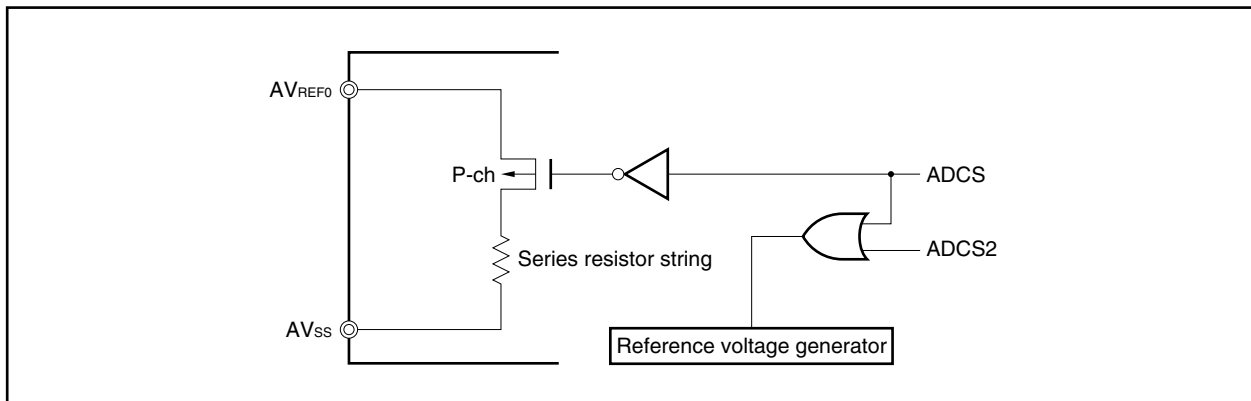 AVREF0
P-ch
ADCS
Series resistor string
ADCS2
AVSS
Reference voltage generator